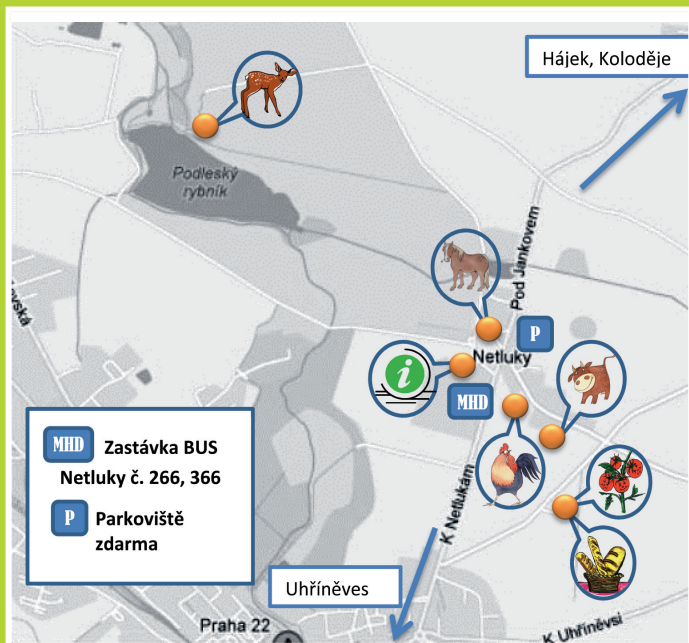 Hájek, Koloděje
Podleský
rybník
Pod Jankovem
P
Netluky
i
MHD
MHD Zastávka BUS
Netluky č. 266, 366
P Parkoviště
zdarma
K Netlukám
Uhříněves
Praha 22
K Uhříněvsi